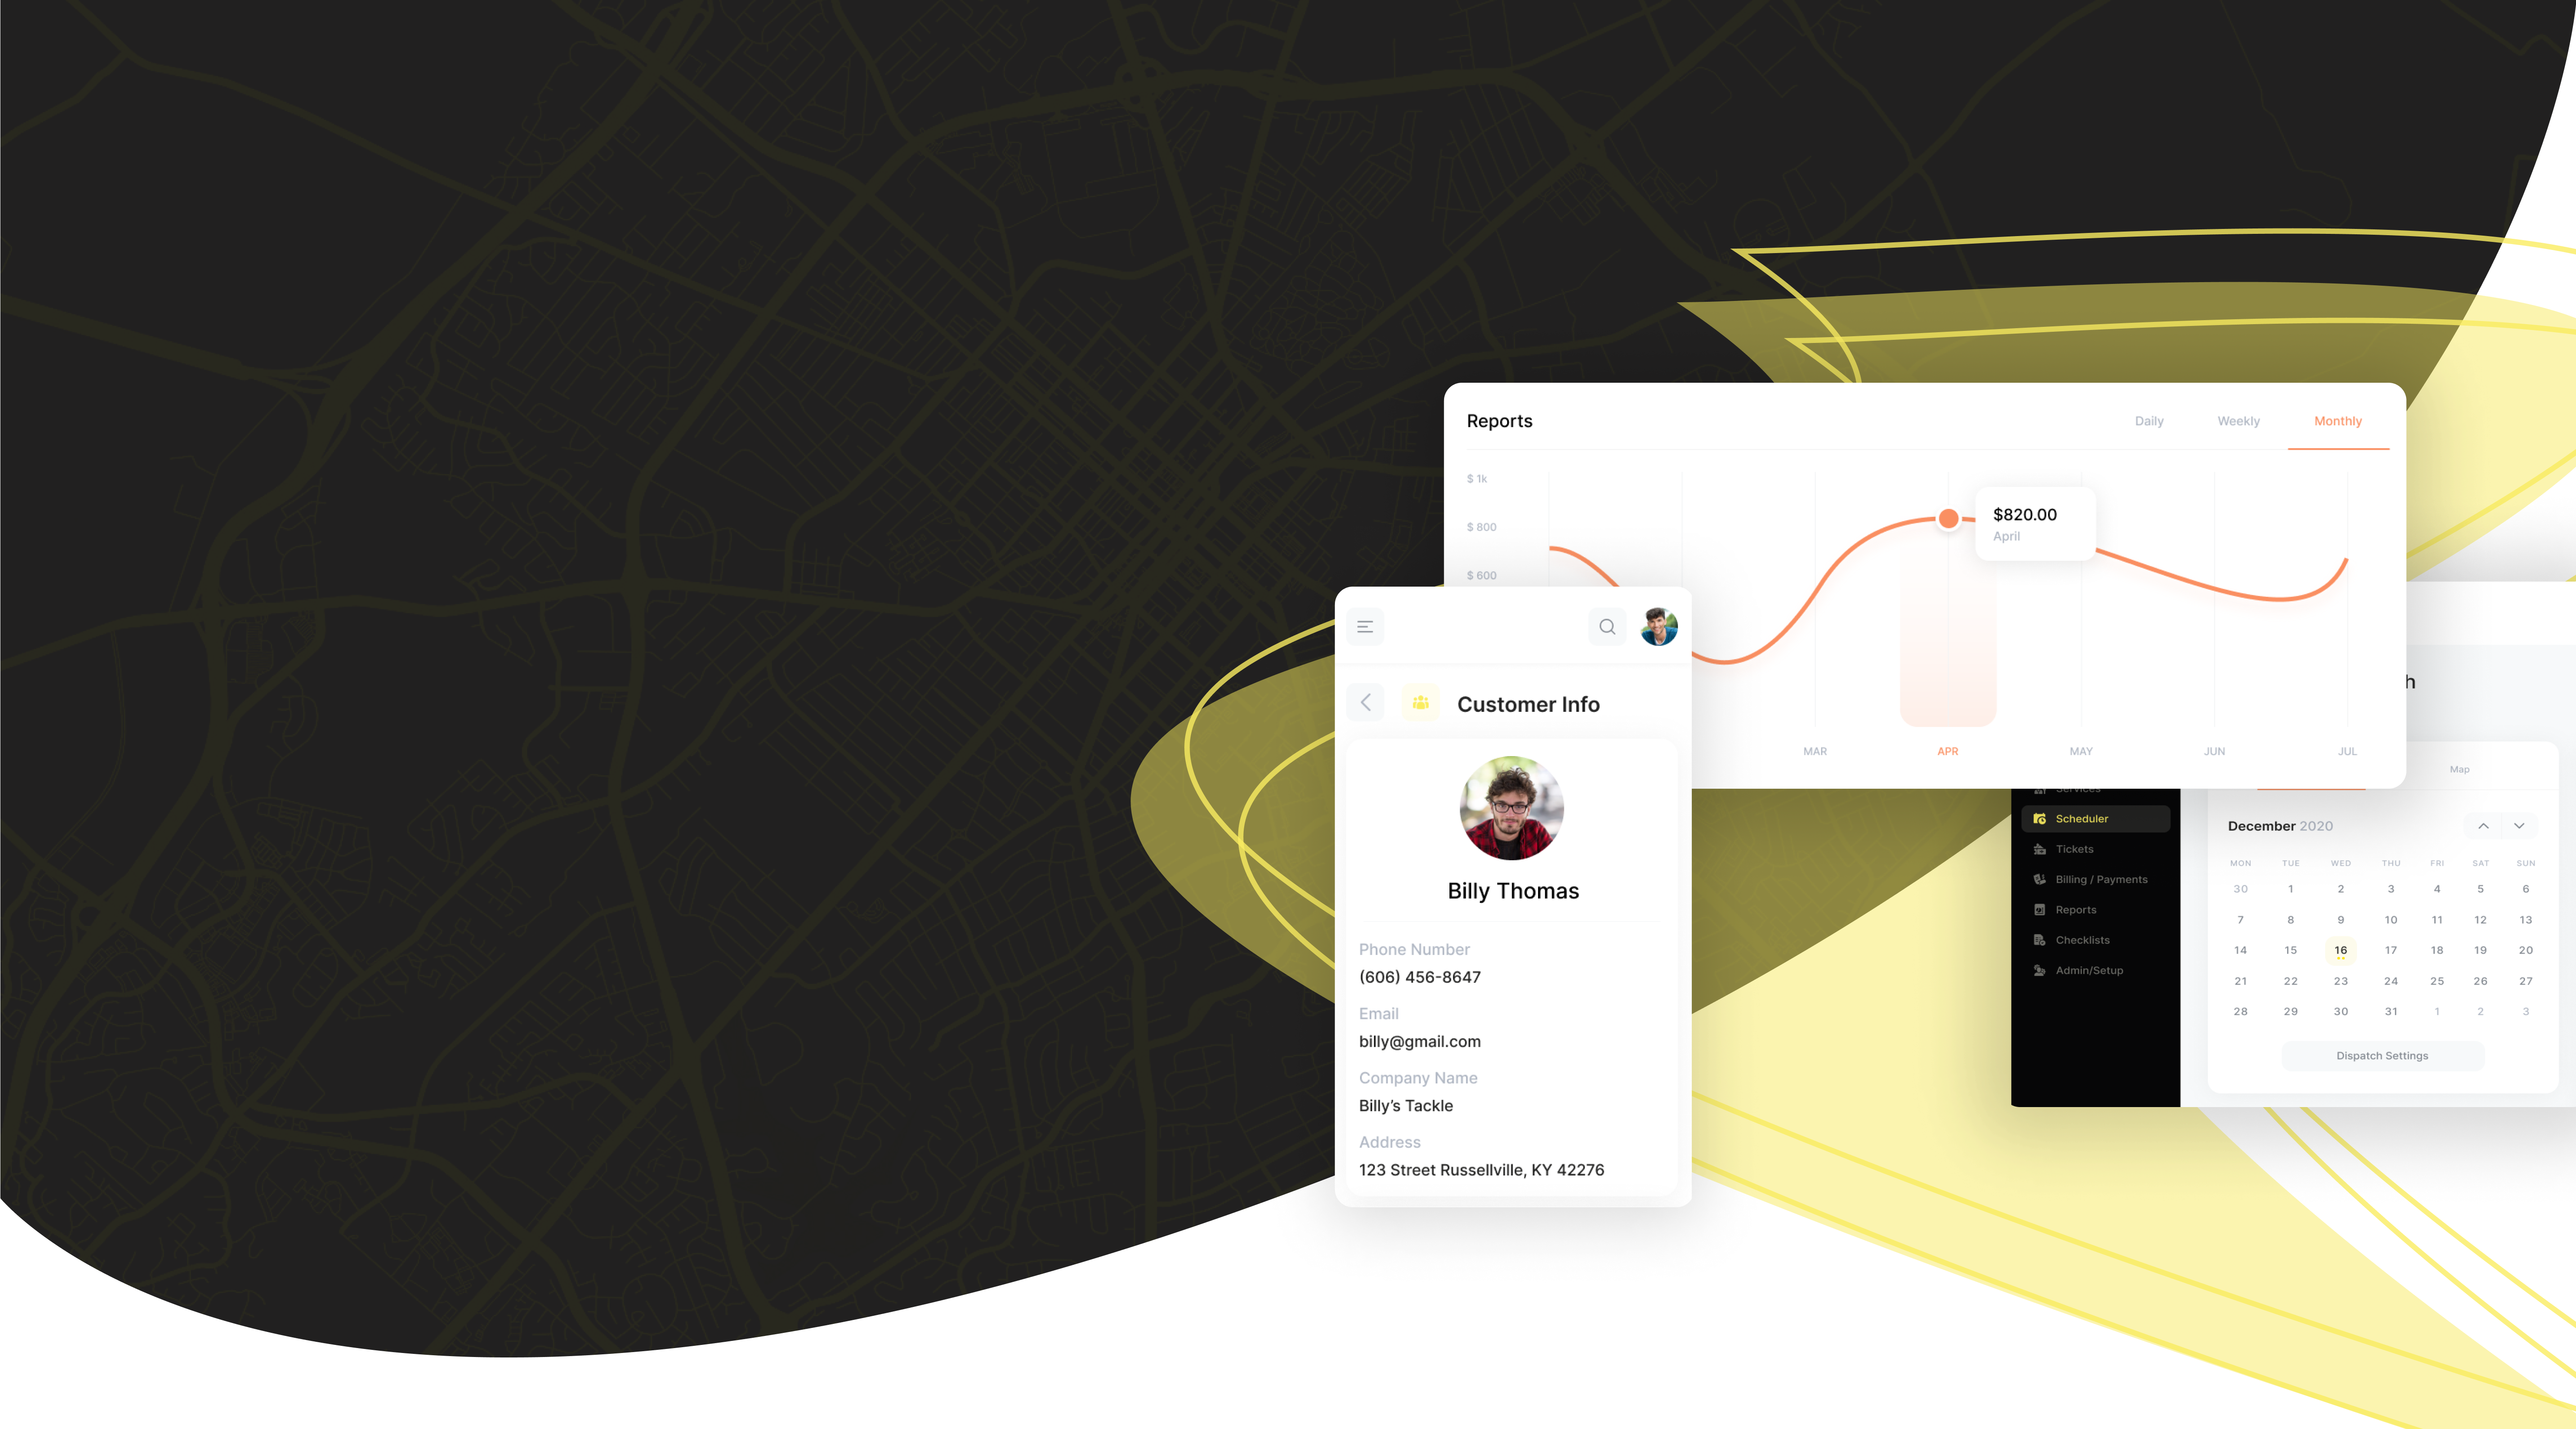 Reports
Daily Weekly Monthly
$ 1k
$ 800
$ 600
$820.00
April
MAR APR MAY JUN JUL
Customer Info
Billy Thomas
Phone Number
(606) 456-8647
Email
billy@gmail.com
Company Name
Billy’s Tackle
Address
123 Street Russellville, KY 42276
h
Services
Scheduler
Tickets
Billing / Payments
Reports
Checklists
Admin/Setup
Map
December 2020
MON TUE WED THU FRI SAT SUN
30 1 2 3 4 5 6
7 8 9 10 11 12 13
14 15 16 17 18 19 20
21 22 23 24 25 26 27
28 29 30 31 1 2 3
Dispatch Settings